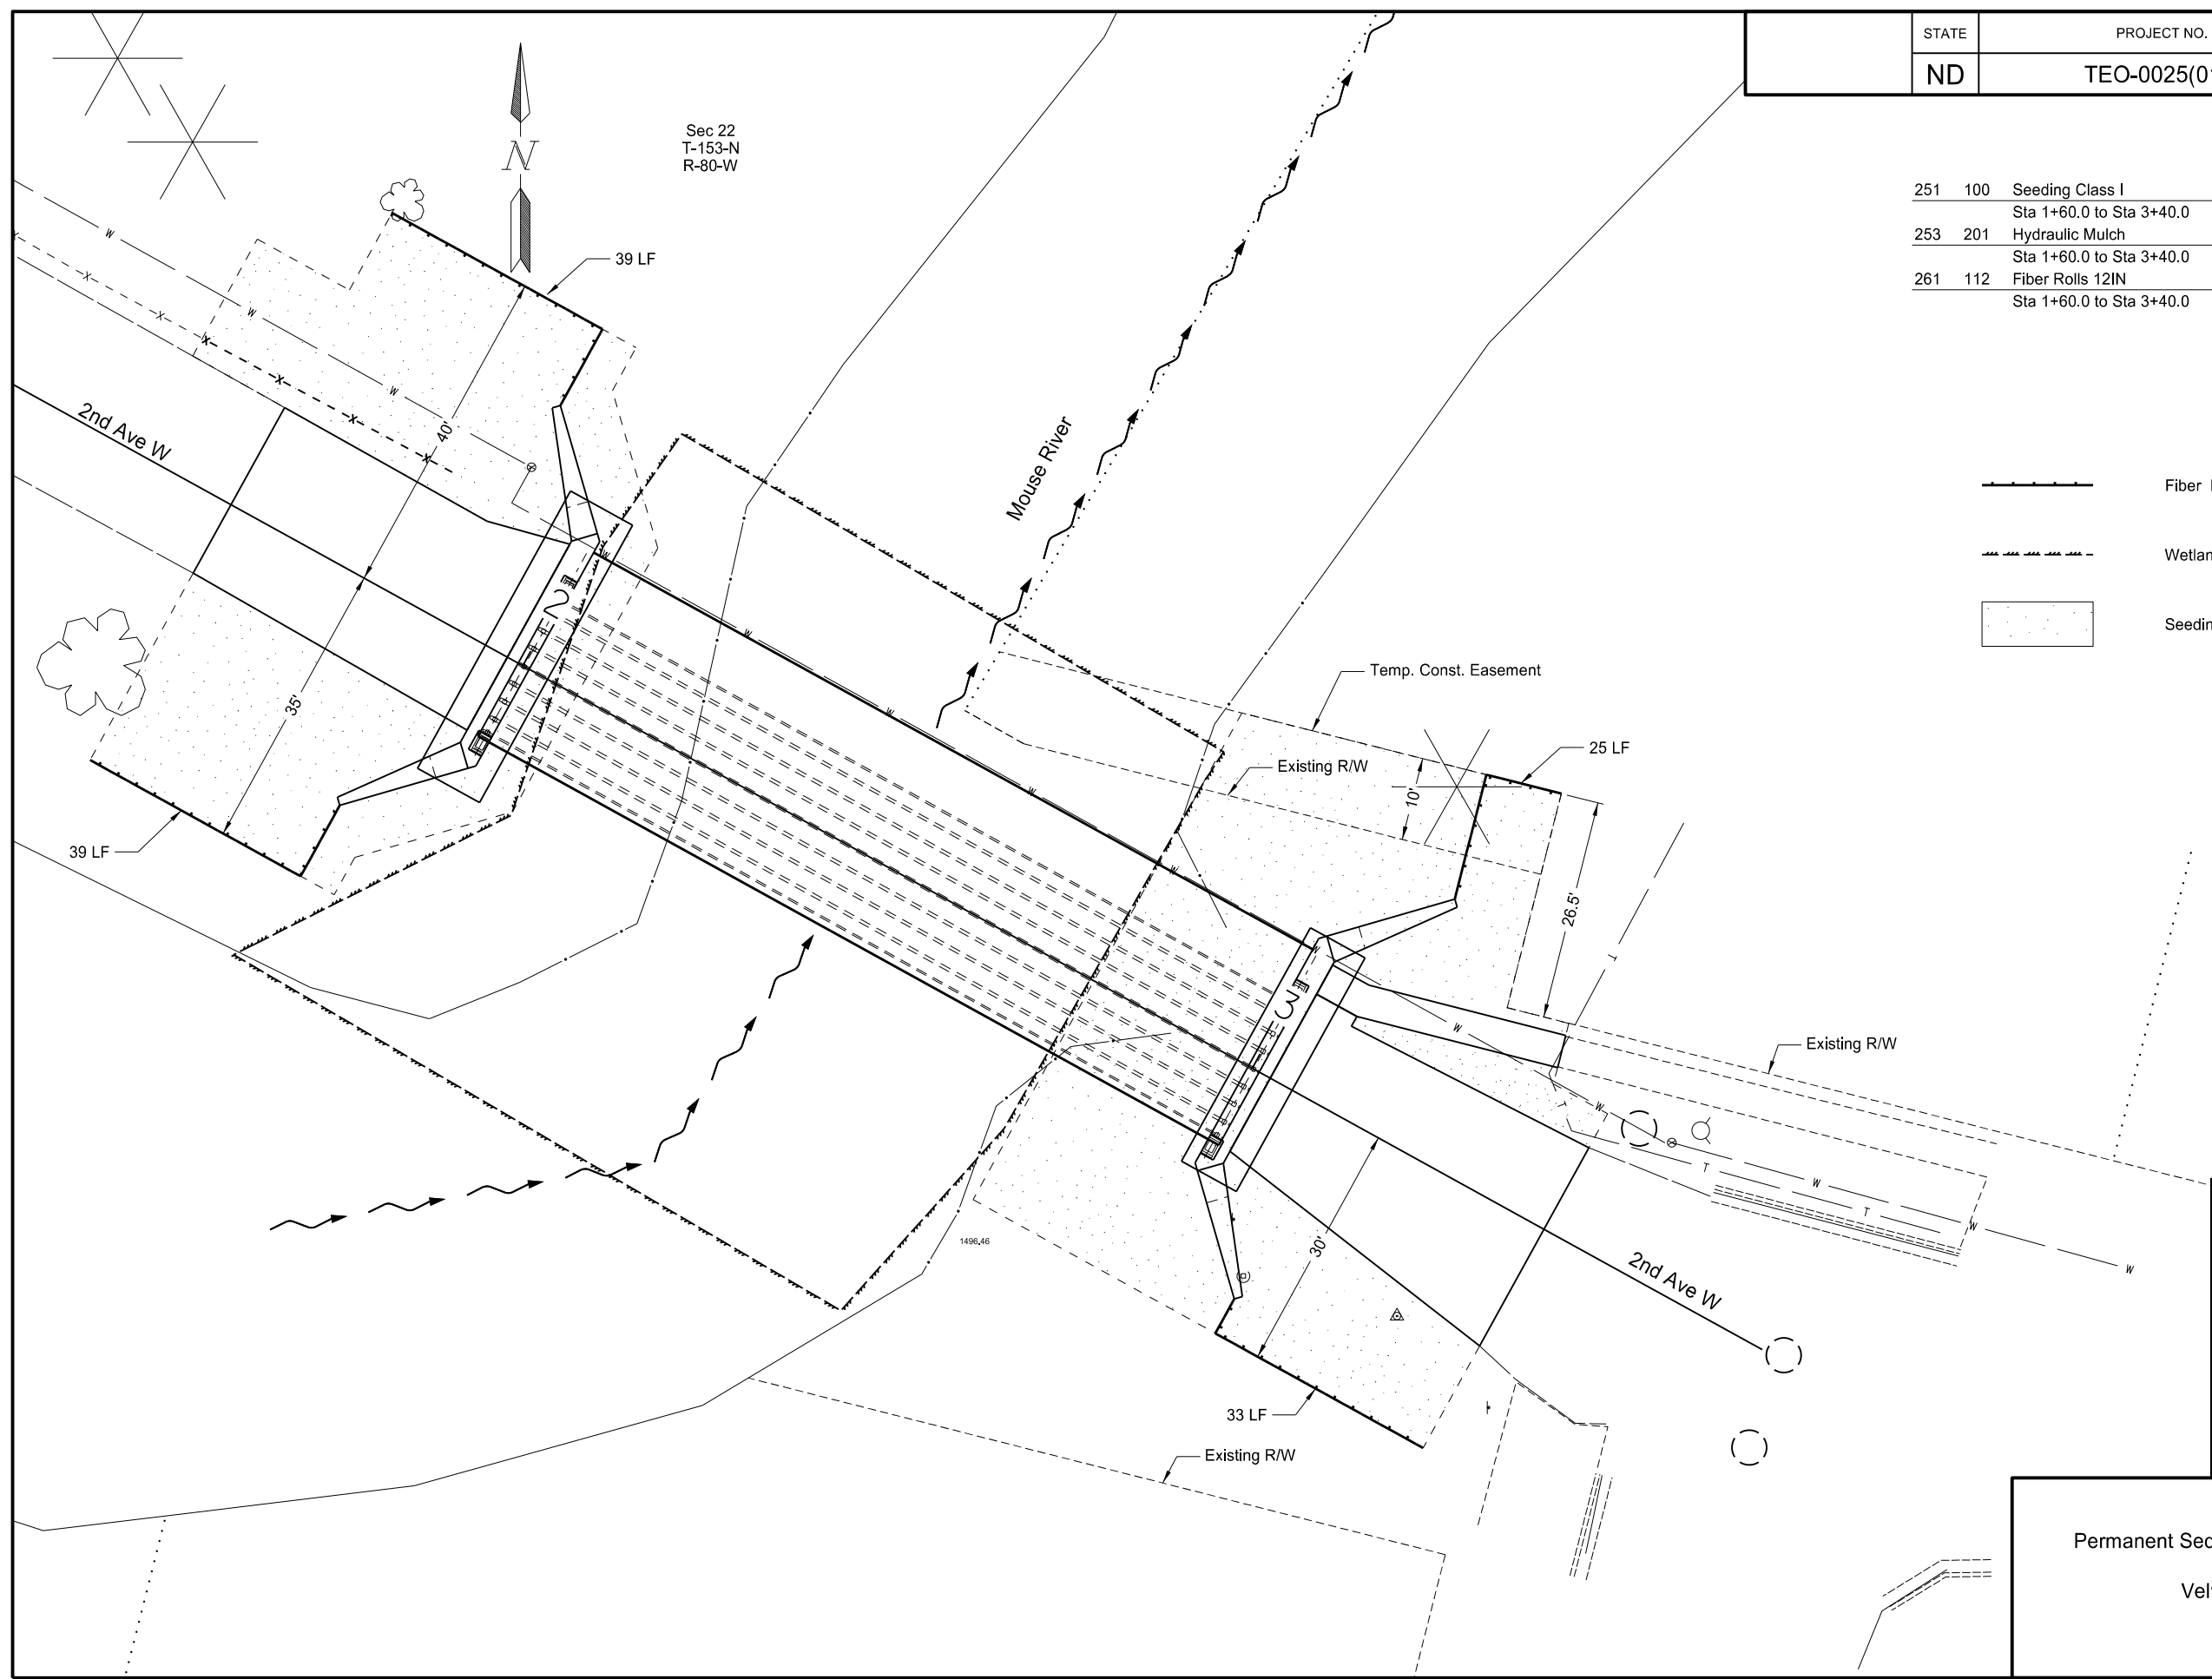 STATE
PROJECT NO.
ND
TEO-0025(01
N
Sec 22
T-153-N
R-80-W
251 100 Seeding Class I
Sta 1+60.0 to Sta 3+40.0
253 201 Hydraulic Mulch
Sta 1+60.0 to Sta 3+40.0
261 112 Fiber Rolls 12IN
Sta 1+60.0 to Sta 3+40.0
39 LF
2nd Ave W
40'
Mouse River
Fiber
Wetlan
Seedin
2
35'
39 LF
Temp. Const. Easement
25 LF
Existing R/W
10'
26.5'
3
Existing R/W
1496.46
30'
2nd Ave W
33 LF
Existing R/W
Permanent Sed
Vel